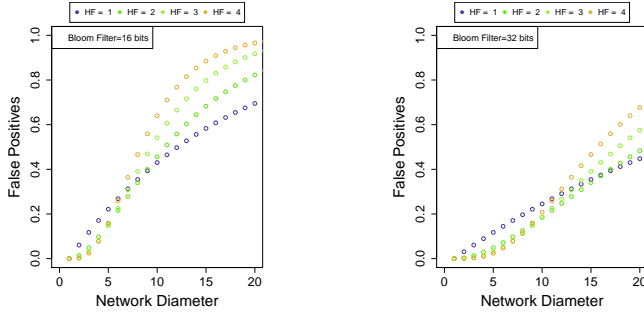 HF = 1 HF = 2 HF = 3 HF = 4
Bloom Filter=16 bits
False Positives
1.0
0.8
0.6
0.4
0.2
0.0
0 5 10 15 20
Network Diameter
HF = 1 HF = 2 HF = 3 HF = 4
Bloom Filter=32 bits
False Positives
1.0
0.8
0.6
0.4
0.2
0.0
0 5 10 15 20
Network Diameter